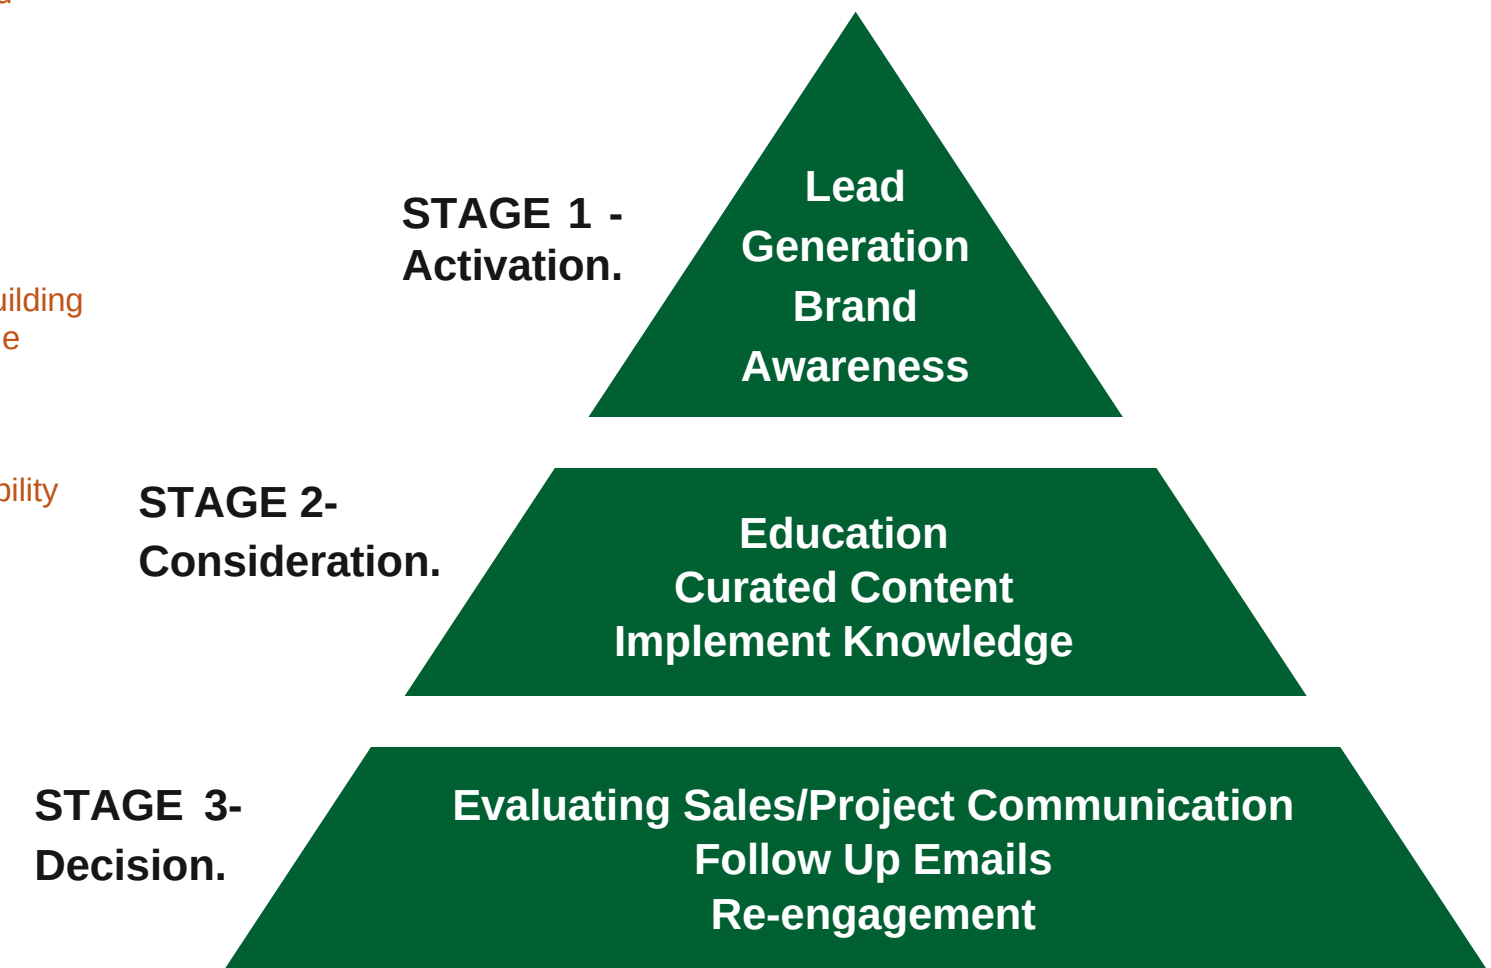 STAGE 1 -
Activation.
Lead
Generation
Brand
Awareness
STAGE 2-
Consideration.
Education
Curated Content
Implement Knowledge
STAGE 3-
Decision.
Evaluating Sales/Project Communication
Follow Up Emails
Re-engagement